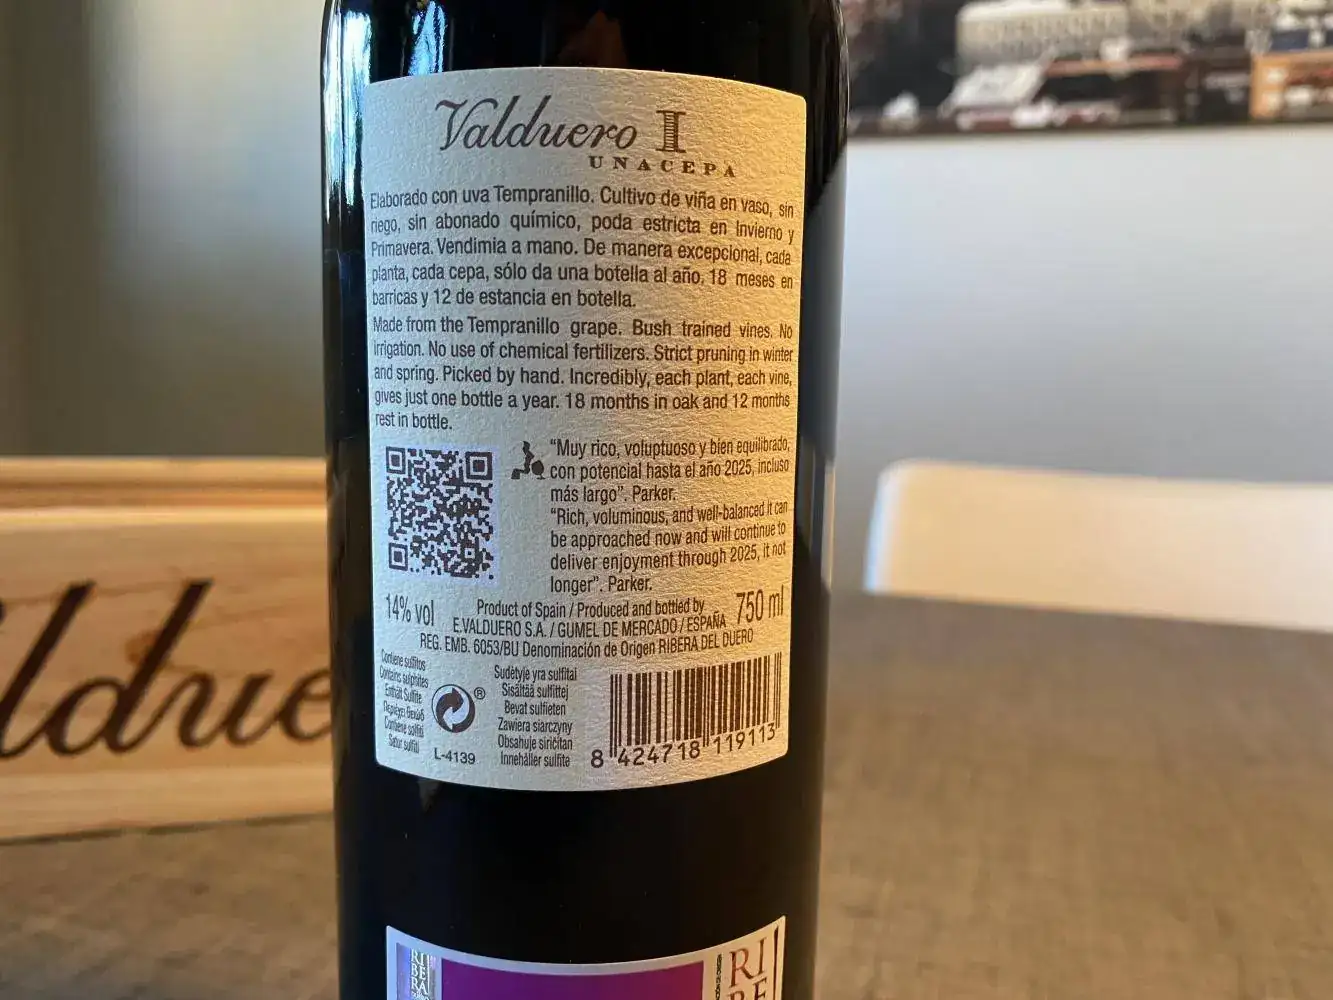 Valduero I
UNACEPA
Elaborado con uva Tempranillo. Cultivo de viña en vaso, sin
riego, sin abonado químico, poda estricta en Invierno y
Primavera. Vendimia a mano. De manera excepcional, cada
planta, cada cepa, sólo da una botella al año, 18 meses en
barricas y 12 de estancia en botella.
Made from the Tempranillo grape. Bush trained vines. No
irrigation. No use of chemical fertilizers. Strict pruning in winter
and spring. Picked by hand. Incredibly, each plant, each vine,
gives just one bottle a year. 18 months in oak and 12 months
rest in bottle.
"Muy rico, voluptuoso y bien equilibrado,
con potencial hasta el año 2025, incluso
más largo". Parker.
"Rich, voluminous, and well-balanced it can
be approached now and will continue to
deliver enjoyment through 2025, it not
longer". Parker.
14% vol
Product of Spain / Produced and bottled by
E.VALDUERO S.A. / GUMEL DE MERCADO / ESPAÑA
750 ml
REG. EMB. 6053/BU Denominación de Origen RIBERA DEL DUERO
Contiene sulfitos
Contains sulphites
Enthält Sulfite
Περιέχει θειώδη
Contiene solfiti
Satur sulfiti
®
L-4139
Sudėtyje yra sulfitai
Sisältää sulfiittej
Bevat sulfieten
Zawiera siarczyny
Obsahuje siričitan
Innehåller sulfite
8 424718 119113
ldue
RI
BE
RA
RI
BE